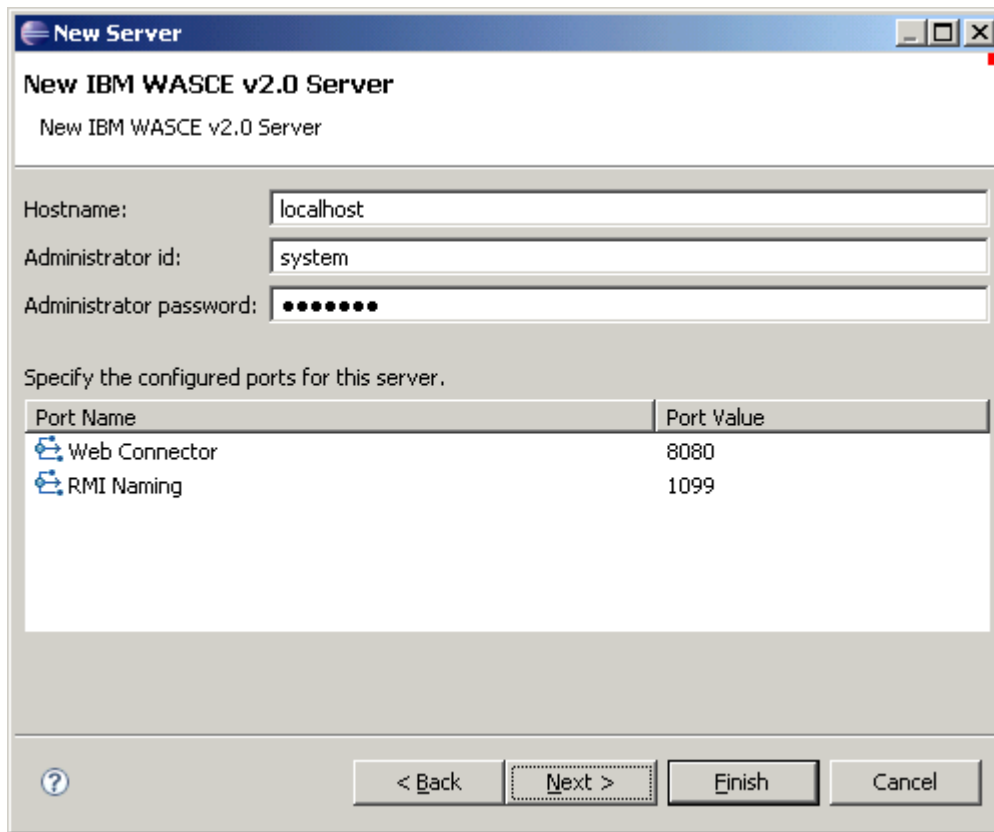 New Server
New IBM WASCE v2.0 Server
New IBM WASCE v2.0 Server
Hostname: localhost
Administrator id: system
Administrator password: •••••••
Specify the configured ports for this server.
Port Name Port Value
Web Connector 8080
RMI Naming 1099
? < Back Next > Finish Cancel